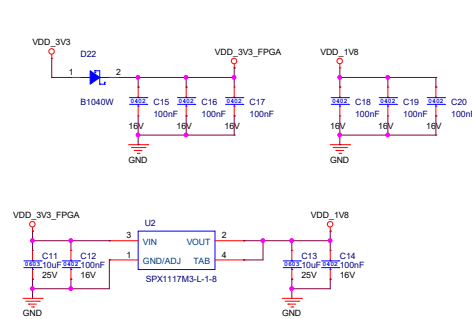 VDD_3V3
D22
1
2
B1040W
VDD_3V3_FPGA
0402
C15
100nF
16V
0402
C16
100nF
16V
0402
C17
100nF
16V
GND
VDD_1V8
0402
C18
100nF
16V
0402
C19
100nF
16V
0402
C20
100nF
16V
GND
VDD_3V3_FPGA
0603
C11
10uF
25V
0402
C12
100nF
16V
GND
U2
3
VIN
VOUT
2
1
GND/ADJ
TAB
4
SPX1117M3-L-1-8
VDD_1V8
0603
C13
10uF
25V
0402
C14
100nF
16V
GND